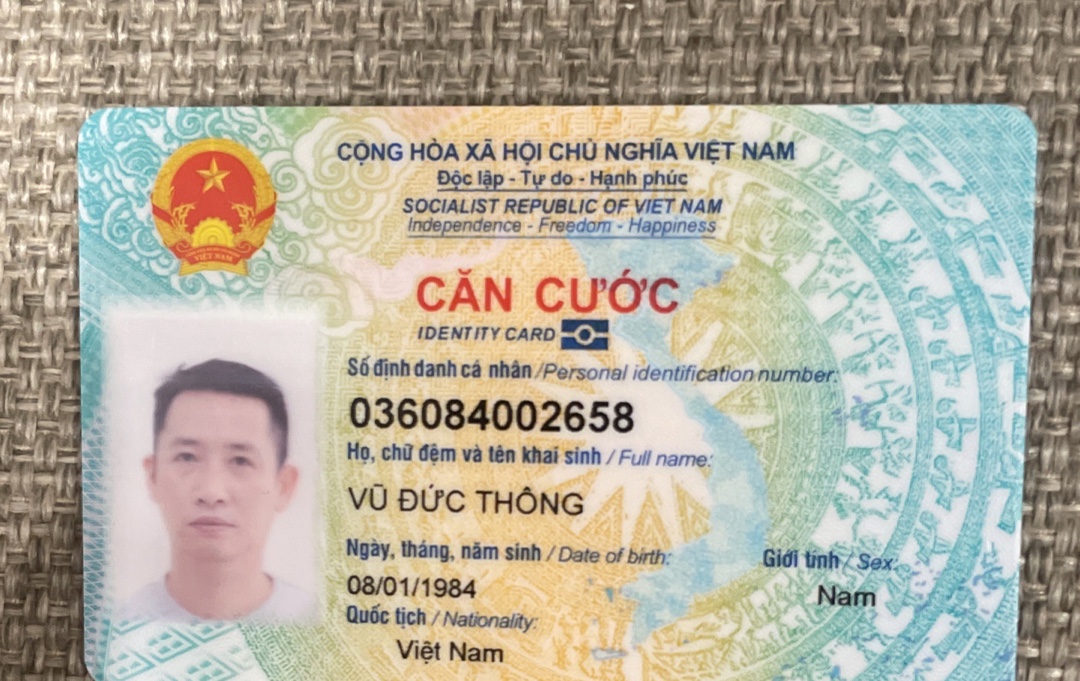 CỘNG HÒA XÃ HỘI CHỦ NGHĨA VIỆT NAM
Độc lập - Tự do - Hạnh phúc
SOCIALIST REPUBLIC OF VIET NAM
Independence - Freedom - Happiness
VIỆT NAM
CĂN CƯỚC
IDENTITY CARD
Số định danh cá nhân /Personal identification number:
036084002658
Họ, chữ đệm và tên khai sinh / Full name:
VŨ ĐỨC THÔNG
Ngày, tháng, năm sinh / Date of birth:
Giới tính / Sex:
08/01/1984
Nam
Quốc tịch / Nationality:
Việt Nam